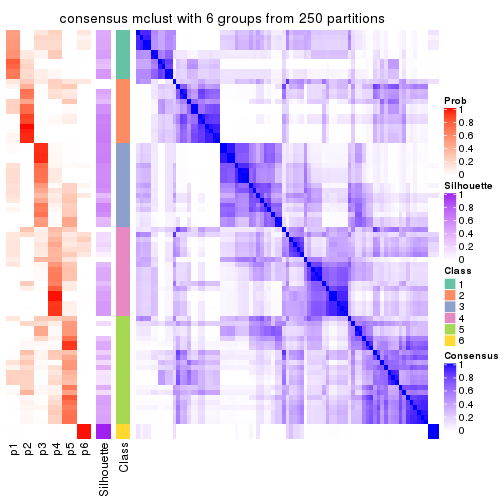 consensus mclust with 6 groups from 250 partitions
Prob
1
0.8
0.6
0.4
0.2
0
Silhouette
1
0.8
0.6
0.4
0.2
0
Class
1
2
3
4
5
6
Consensus
1
0.8
0.6
0.4
0.2
0
p1
p2
p3
p4
p5
p6
Silhouette
Class